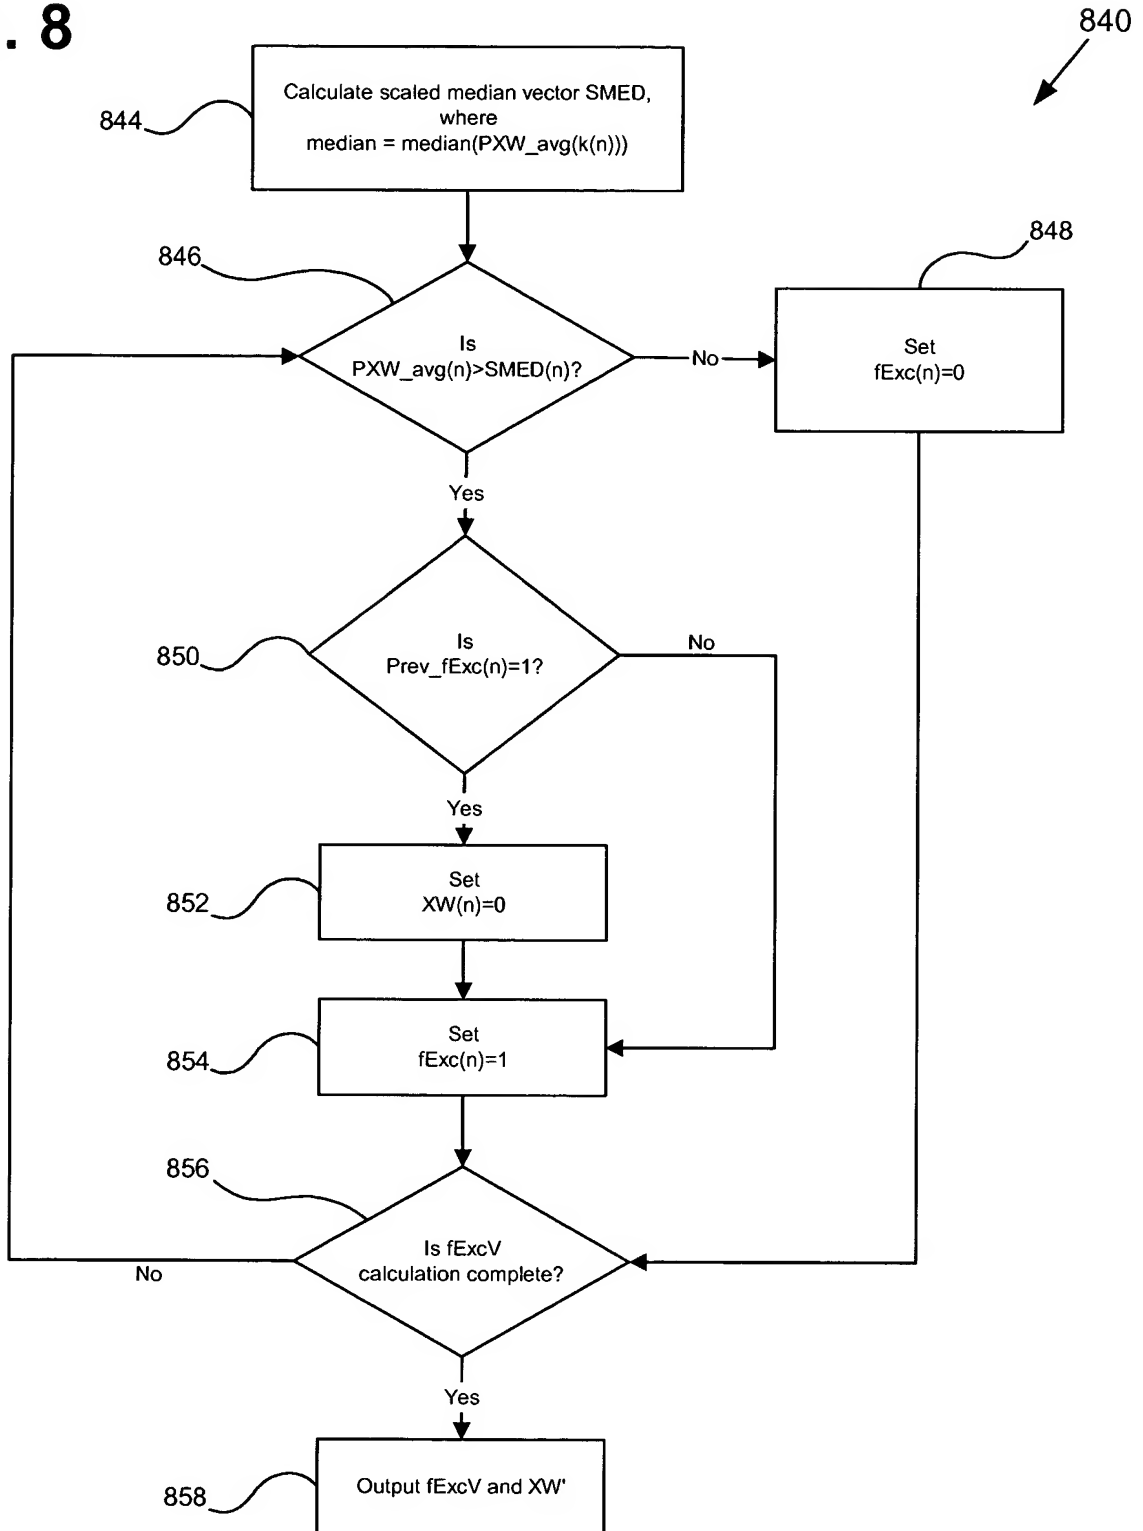 . 8
840
844
Calculate scaled median vector SMED,
where
median = median(PXW_avg(k(n)))
846
848
Is
PXW_avg(n)>SMED(n)?
No
Set
fExc(n)=0
Yes
850
Is
Prev_fExc(n)=1?
No
Yes
852
Set
XW(n)=0
854
Set
fExc(n)=1
856
Is fExcV
calculation complete?
No
Yes
858
Output fExcV and XW'